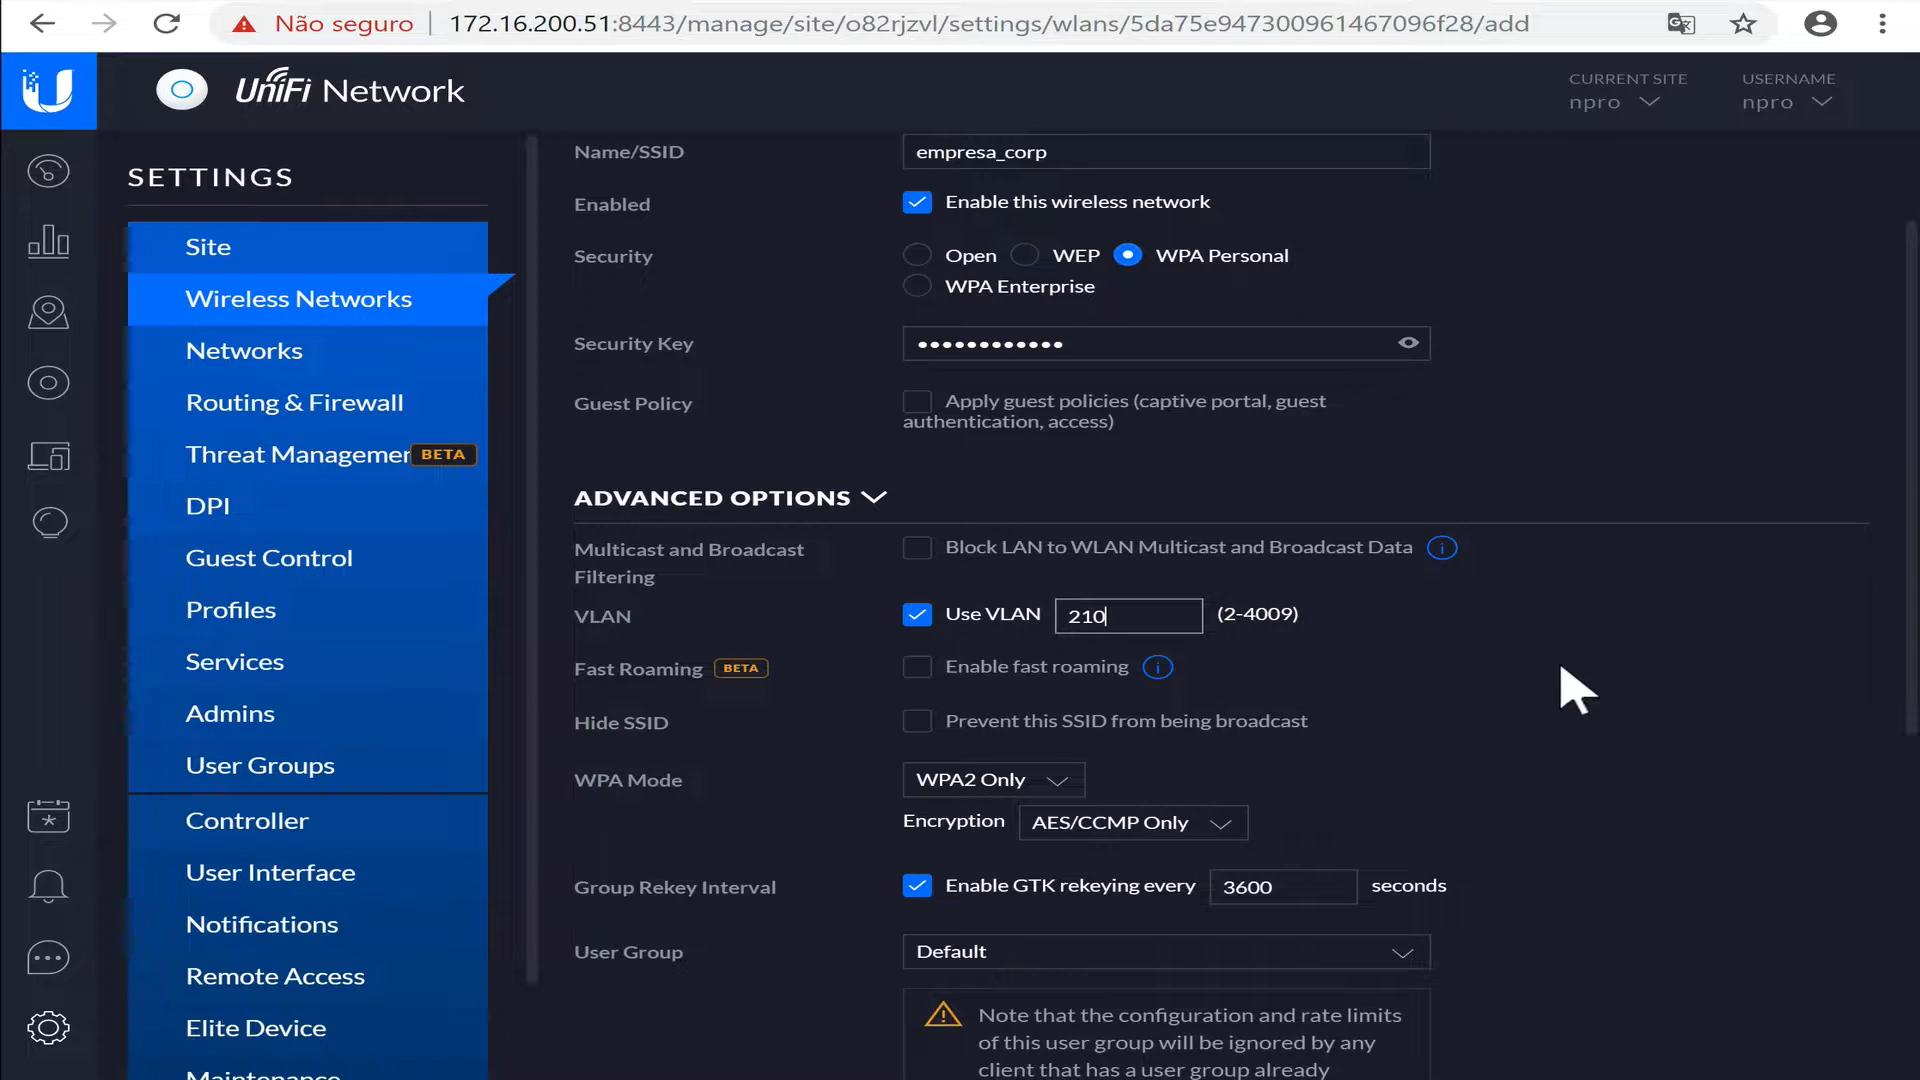 Não seguro
172.16.200.51:8443/manage/site/o82rjzvl/settings/wlans/5da75e947300961467096f28/add
UniFi Network
CURRENT SITE
npro
USERNAME
npro
SETTINGS
Site
Wireless Networks
Networks
Routing & Firewall
Threat Managemer BETA
DPI
Guest Control
Profiles
Services
Admins
User Groups
Controller
User Interface
Notifications
Remote Access
Elite Device
Maintenance
Name/SSID
empresa_corp
Enabled
Enable this wireless network
Security
Open WEP WPA Personal
WPA Enterprise
Security Key
Guest Policy
Apply guest policies (captive portal, guest
authentication, access)
ADVANCED OPTIONS
Multicast and Broadcast
Filtering
Block LAN to WLAN Multicast and Broadcast Data
VLAN
Use VLAN 210 (2-4009)
Fast Roaming BETA
Enable fast roaming
Hide SSID
Prevent this SSID from being broadcast
WPA Mode
WPA2 Only
Encryption AES/CCMP Only
Group Rekey Interval
Enable GTK rekeying every 3600 seconds
User Group
Default
Note that the configuration and rate limits
of this user group will be ignored by any
client that has a user group already